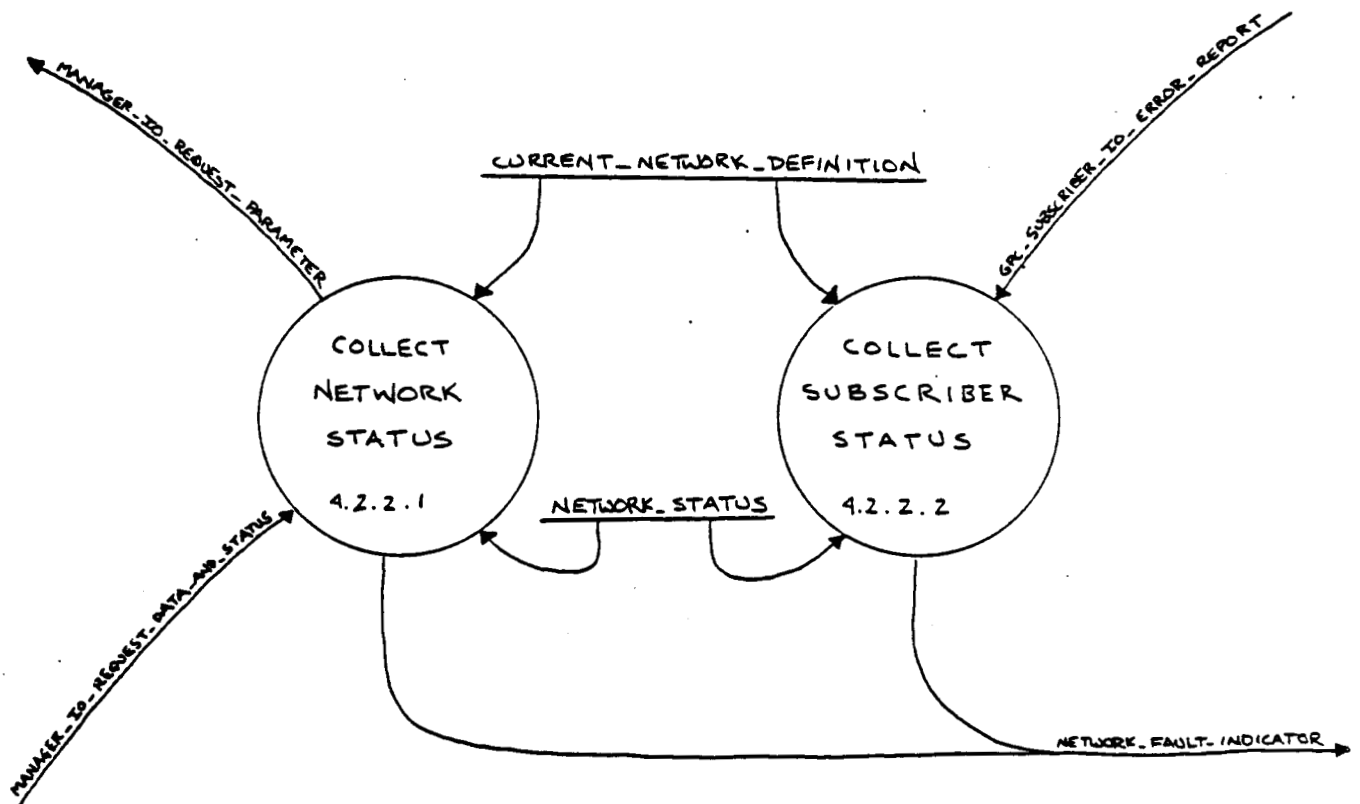 MANAGER_IO_REQUEST_PARAMETER
GPC_SUBSCRIBER_IO_ERROR_REPORT
CURRENT_NETWORK_DEFINITION
COLLECT
NETWORK
STATUS
4.2.2.1
COLLECT
SUBSCRIBER
STATUS
4.2.2.2
NETWORK_STATUS
MANAGER_IO_REQUEST_DATA_AND_STATUS
NETWORK_FAULT_INDICATOR